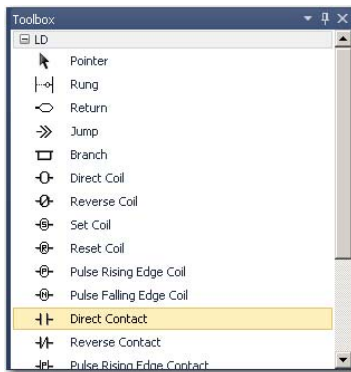 Toolbox
LD
Pointer
Rung
Return
Jump
Branch
Direct Coil
Reverse Coil
Set Coil
Reset Coil
Pulse Rising Edge Coil
Pulse Falling Edge Coil
Direct Contact
Reverse Contact
Pulse Rising Edge Contact